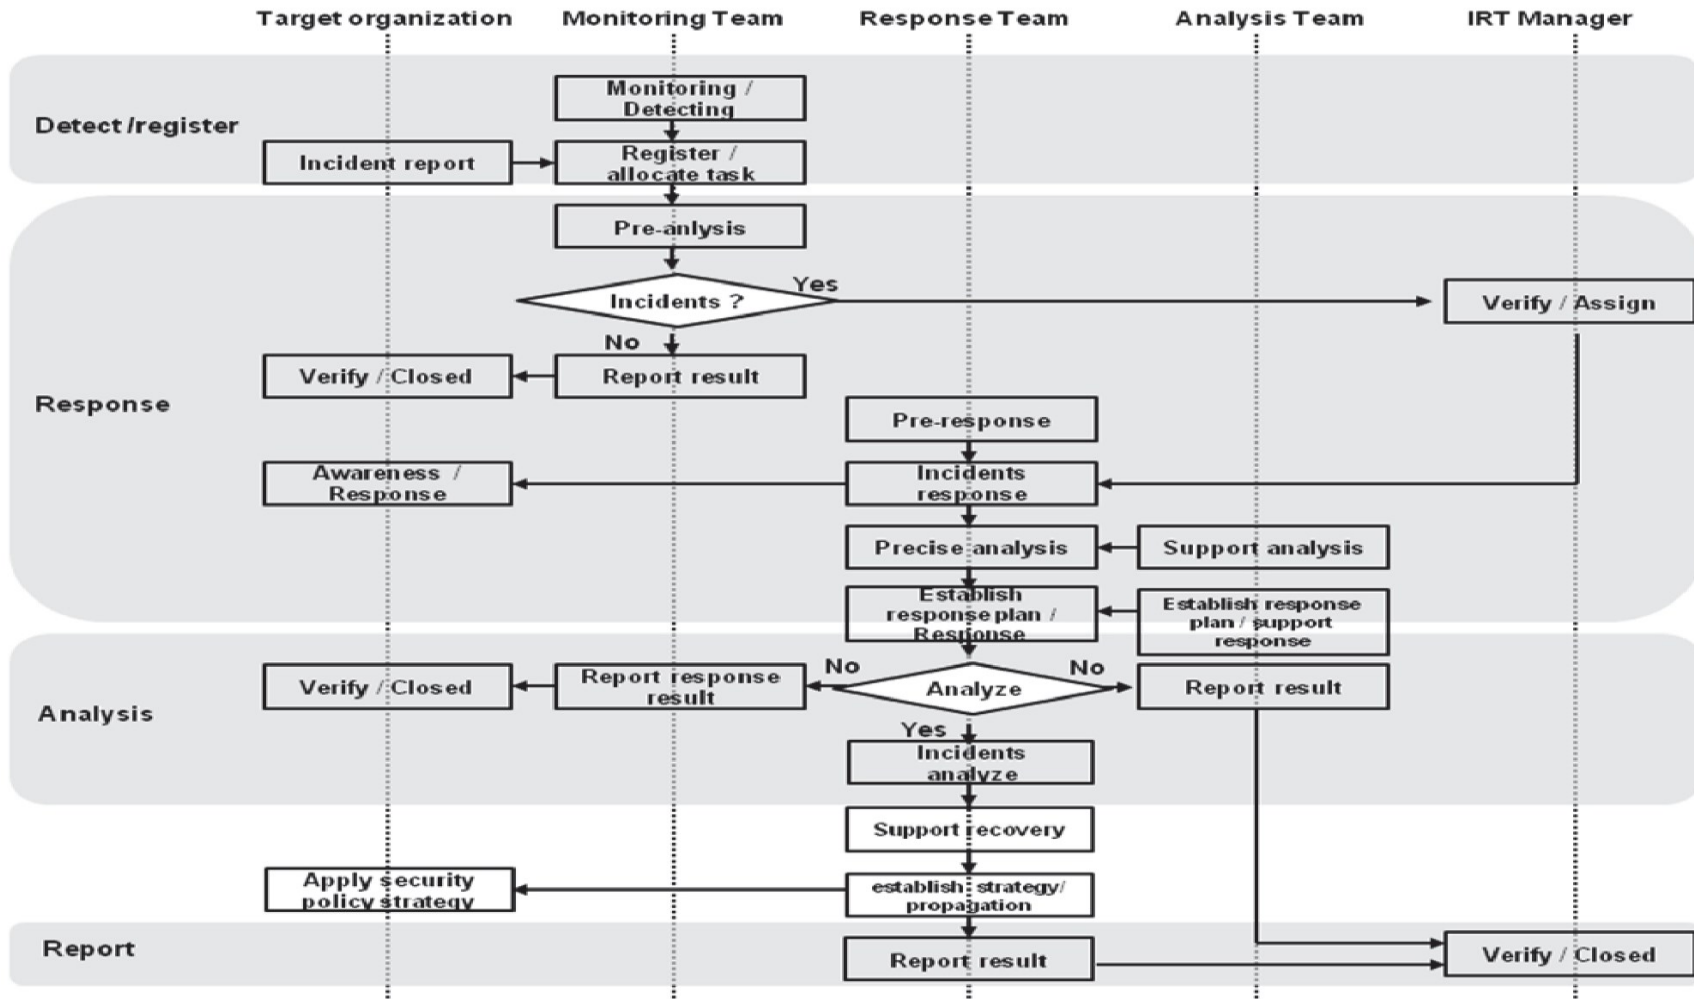 Target organization
Monitoring Team
Response Team
Analysis Team
IRT Manager
Monitoring /
Detecting
Detect /register
Incident report
Register /
allocate task
Pre-anlysis
Yes
Incidents ?
Verify / Assign
No
Verify / Closed
Report result
Response
Pre-response
Awareness /
Response
Incidents
response
Precise analysis
Support analysis
Establish
response plan /
Response
Establish response
plan / support
response
No
No
Verify / Closed
Report response
result
Analyze
Report result
Analysis
Yes
Incidents
analyze
Support recovery
Apply security
policy strategy
establish strategy/
propagation
Report
Report result
Verify / Closed